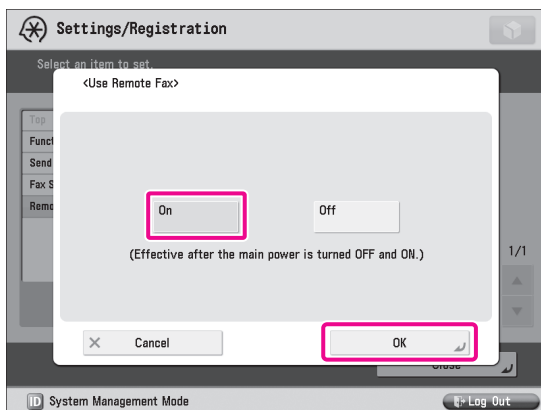 Settings/Registration
Select an item to set.
<Use Remote Fax>
Top
Funct
Send
Fax S
Remo
On
Off
(Effective after the main power is turned OFF and ON.)
1/1
Cancel
OK
Close
ID System Management Mode
Log Out